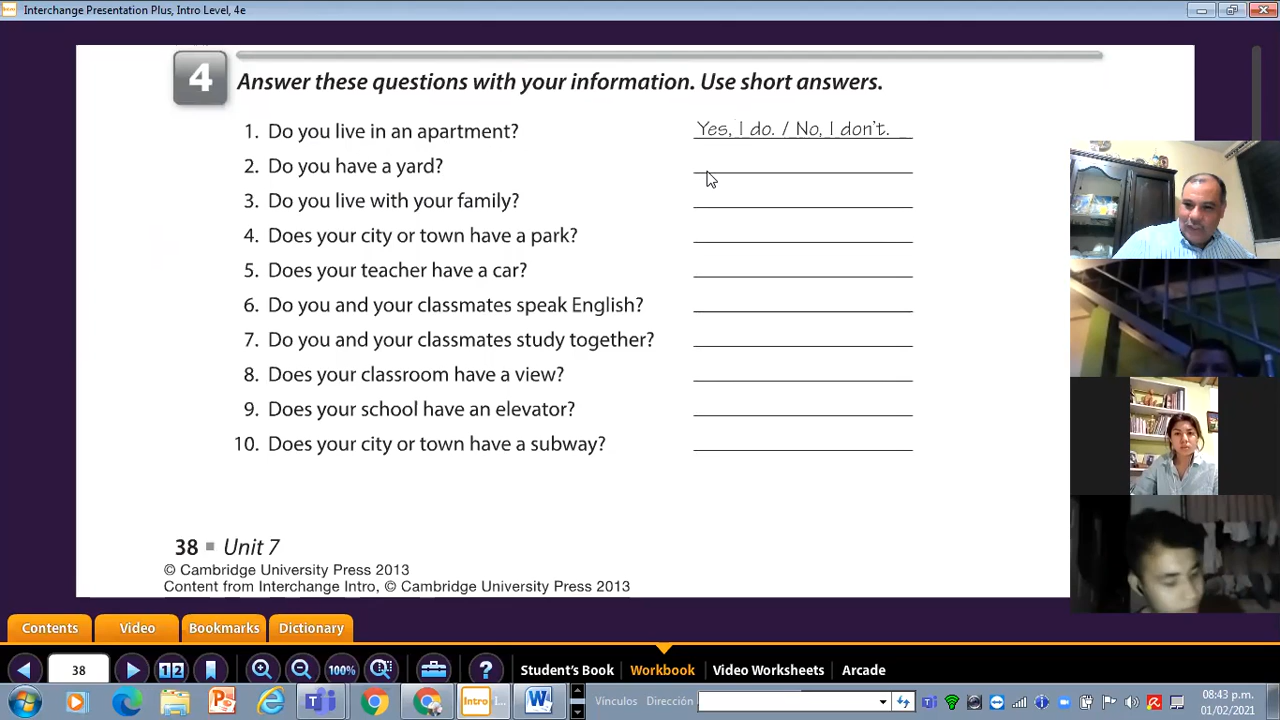 Interchange Presentation Plus, Intro Level, 4e
4 Answer these questions with your information. Use short answers.
1. Do you live in an apartment? Yes, I do. / No, I don't.
2. Do you have a yard?
3. Do you live with your family?
4. Does your city or town have a park?
5. Does your teacher have a car?
6. Do you and your classmates speak English?
7. Do you and your classmates study together?
8. Does your classroom have a view?
9. Does your school have an elevator?
10. Does your city or town have a subway?
38 ■ Unit 7
© Cambridge University Press 2013
Content from Interchange Intro, © Cambridge University Press 2013
Contents Video Bookmarks Dictionary
38 12 100% ? Student's Book Workbook Video Worksheets Arcade
Intro I... Vínculos Dirección 08:43 p.m.
01/02/2021